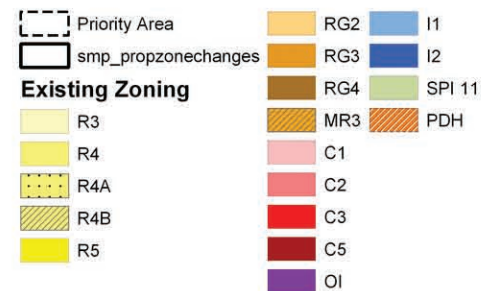 Priority Area
smp_propzonechanges
Existing Zoning
R3
R4
R4A
R4B
R5
RG2
RG3
RG4
MR3
C1
C2
C3
C5
OI
I1
I2
SPI 11
PDH